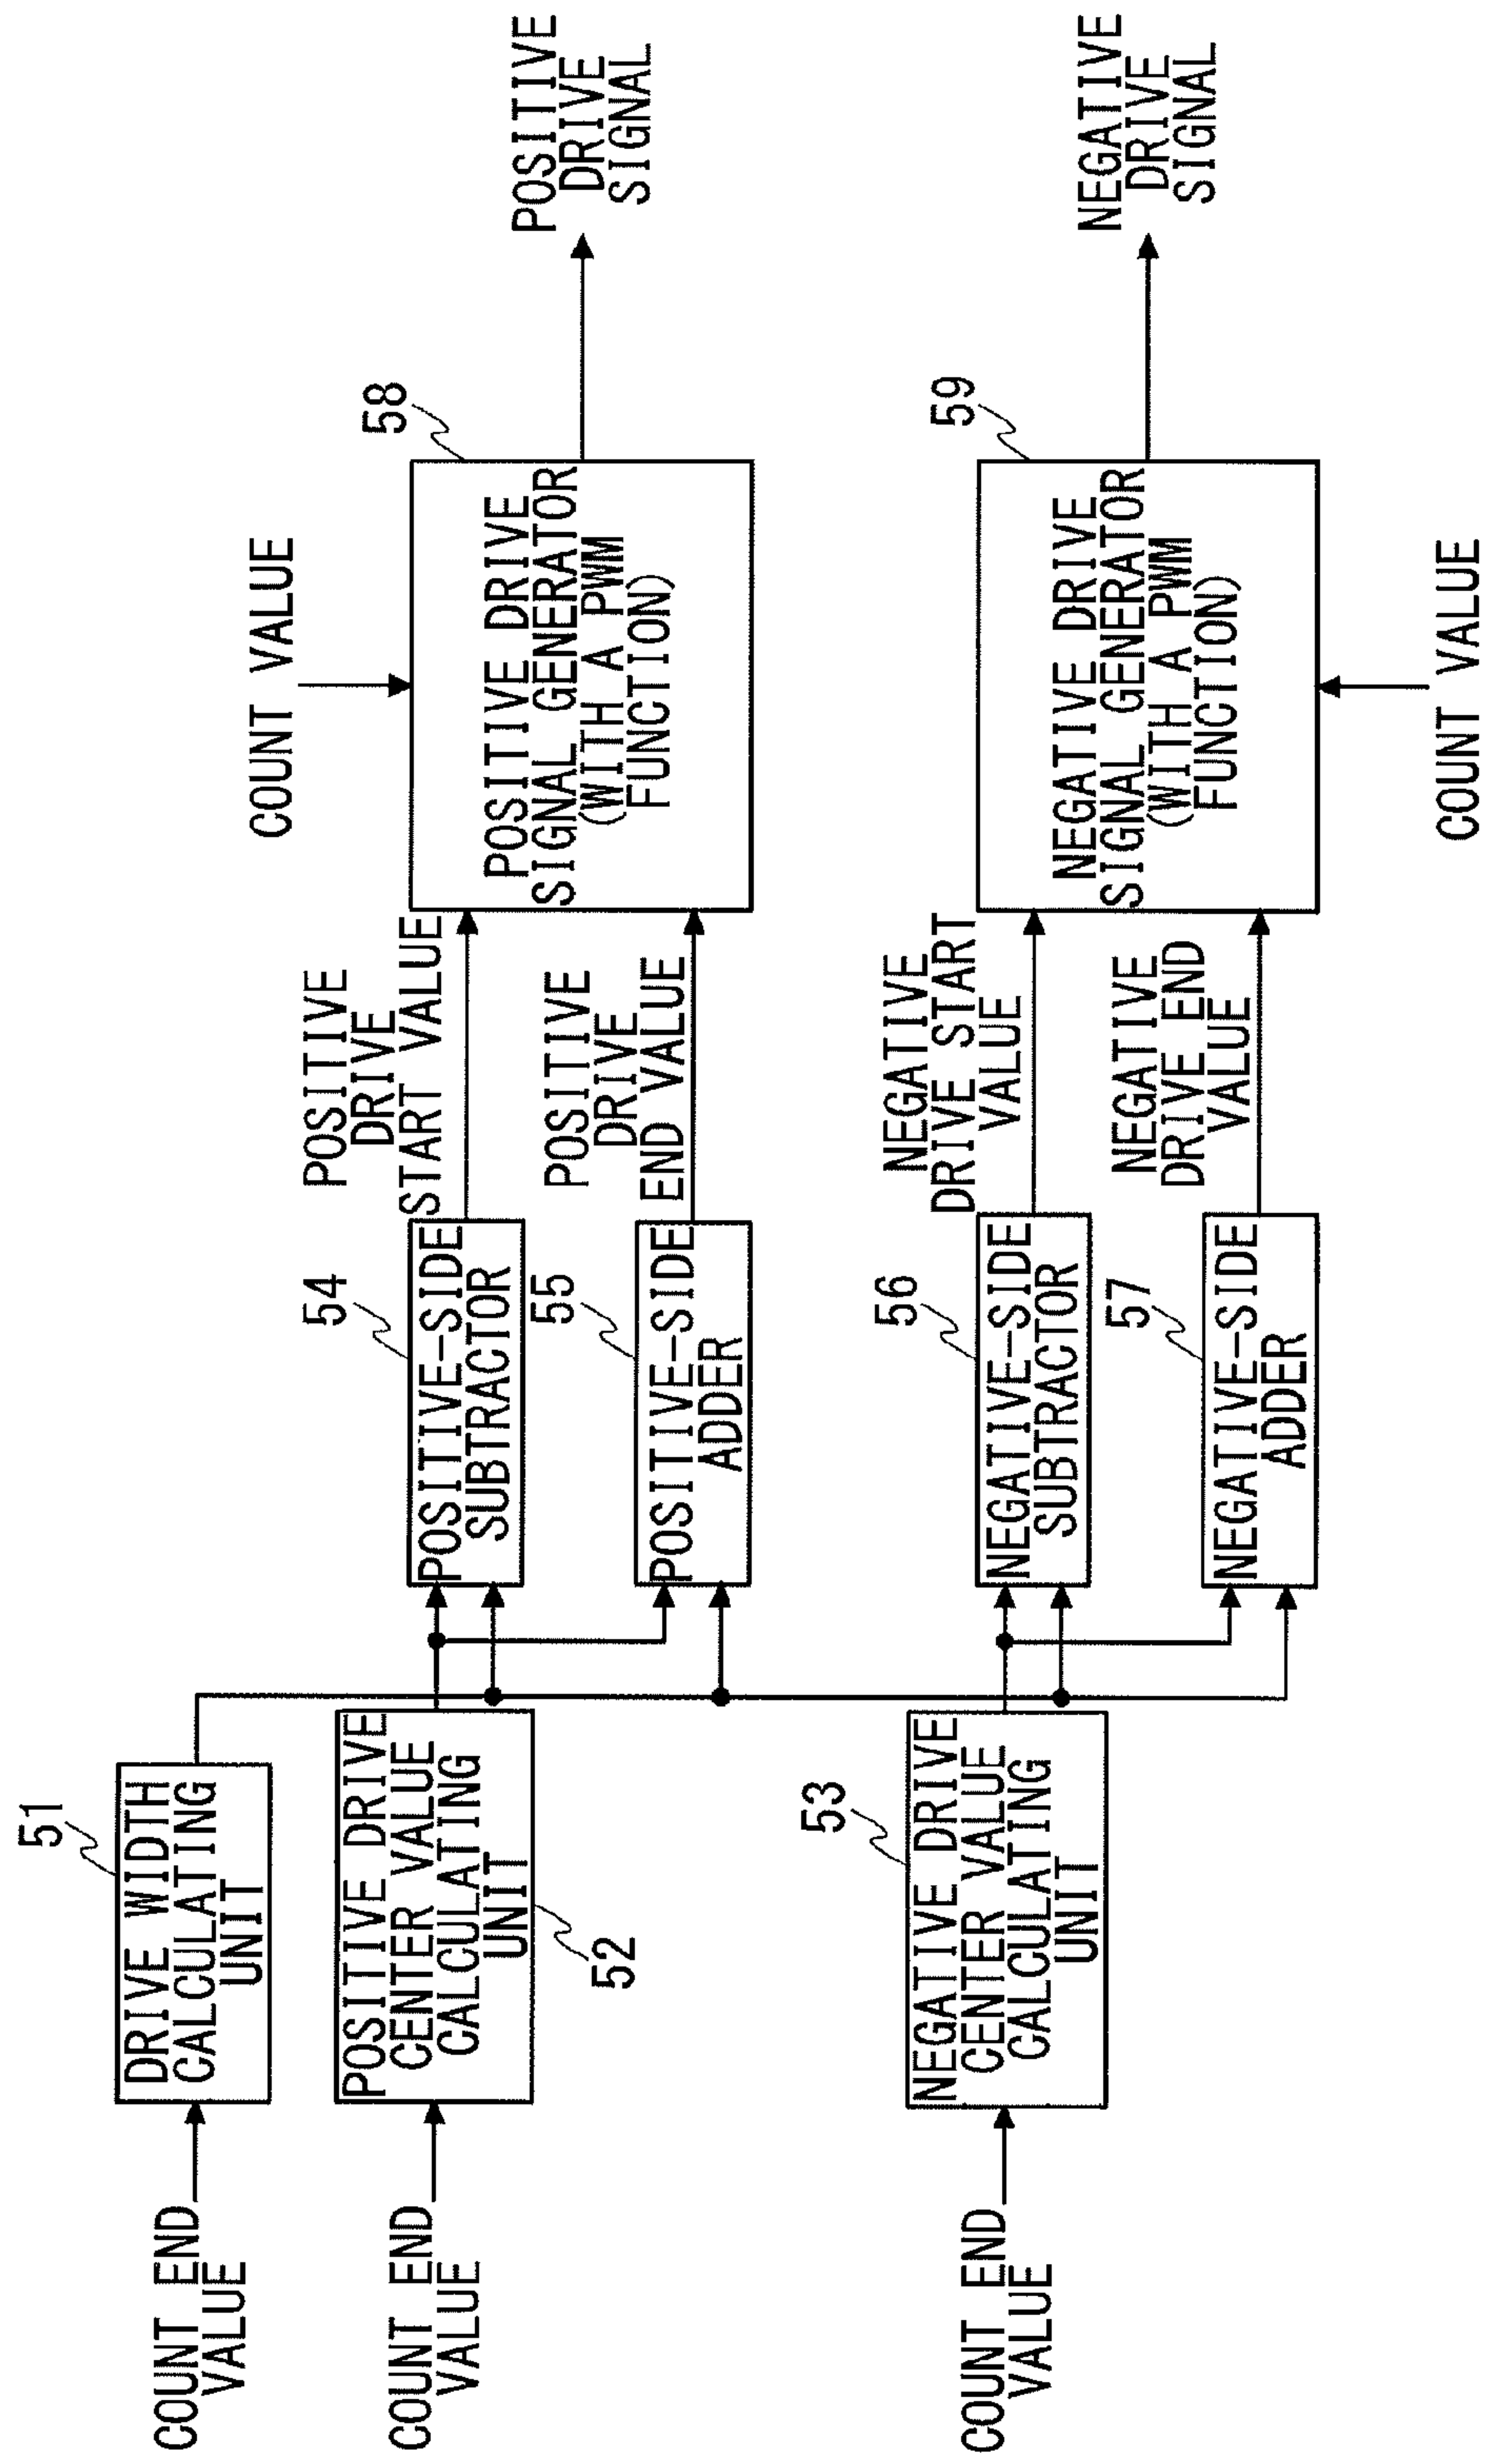 COUNT END
VALUE
51
DRIVE WIDTH
CALCULATING
UNIT
COUNT END
VALUE
POSITIVE DRIVE
CENTER VALUE
CALCULATING
UNIT
52
COUNT END
VALUE
53
NEGATIVE DRIVE
CENTER VALUE
CALCULATING
UNIT
54
POSITIVE-SIDE
SUBTRACTOR
55
POSITIVE-SIDE
ADDER
56
NEGATIVE-SIDE
SUBTRACTOR
57
NEGATIVE-SIDE
ADDER
POSITIVE
DRIVE
START VALUE
POSITIVE
DRIVE
END VALUE
NEGATIVE
DRIVE START
VALUE
NEGATIVE
DRIVE END
VALUE
COUNT VALUE
58
POSITIVE DRIVE
SIGNAL GENERATOR
(WITH A PWM
FUNCTION)
59
NEGATIVE DRIVE
SIGNAL GENERATOR
(WITH A PWM
FUNCTION)
COUNT VALUE
POSITIVE
DRIVE
SIGNAL
NEGATIVE
DRIVE
SIGNAL